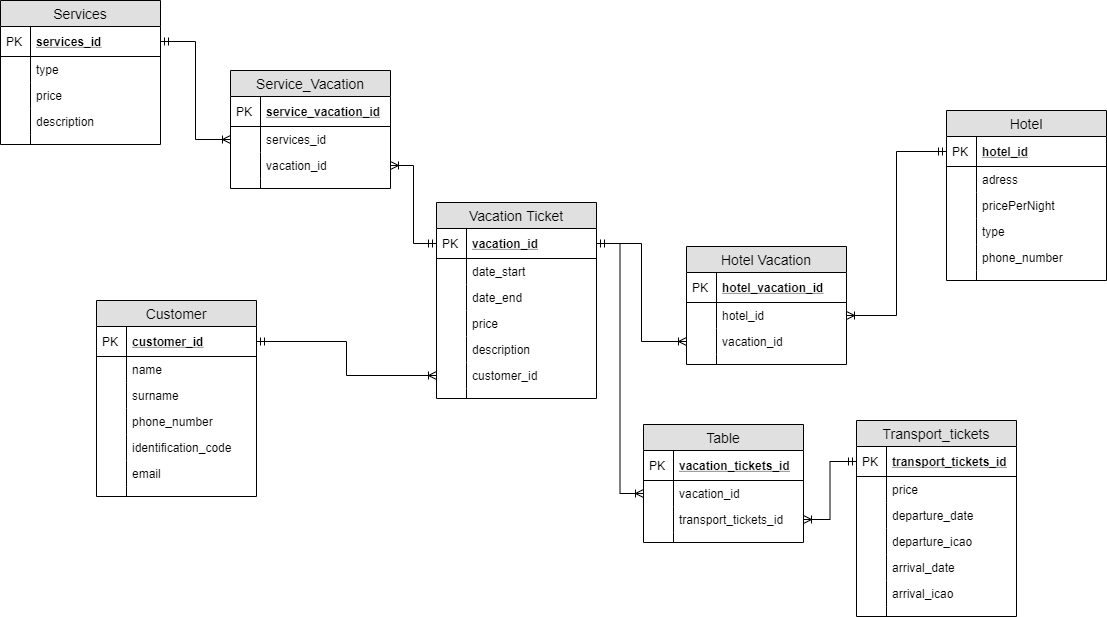 Services
PK services_id
type
price
description
Service_Vacation
PK service_vacation_id
services_id
vacation_id
Vacation Ticket
PK vacation_id
date_start
date_end
price
description
customer_id
Customer
PK customer_id
name
surname
phone_number
identification_code
email
Hotel Vacation
PK hotel_vacation_id
hotel_id
vacation_id
Hotel
PK hotel_id
adress
pricePerNight
type
phone_number
Table
PK vacation_tickets_id
vacation_id
transport_tickets_id
Transport_tickets
PK transport_tickets_id
price
departure_date
departure_icao
arrival_date
arrival_icao